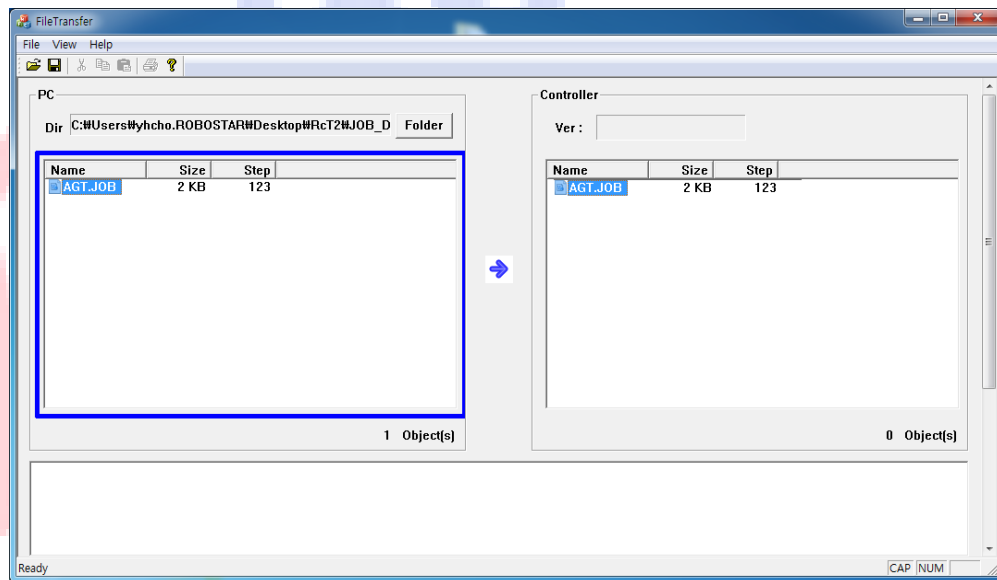 FileTransfer
File View Help
PC
Dir C:₩Users₩yhcho.ROBOSTAR₩Desktop₩RcT2₩JOB_D Folder
Name Size Step
AGT.JOB 2 KB 123
1 Object(s)
Controller
Ver :
Name Size Step
AGT.JOB 2 KB 123
0 Object(s)
Ready
CAP NUM